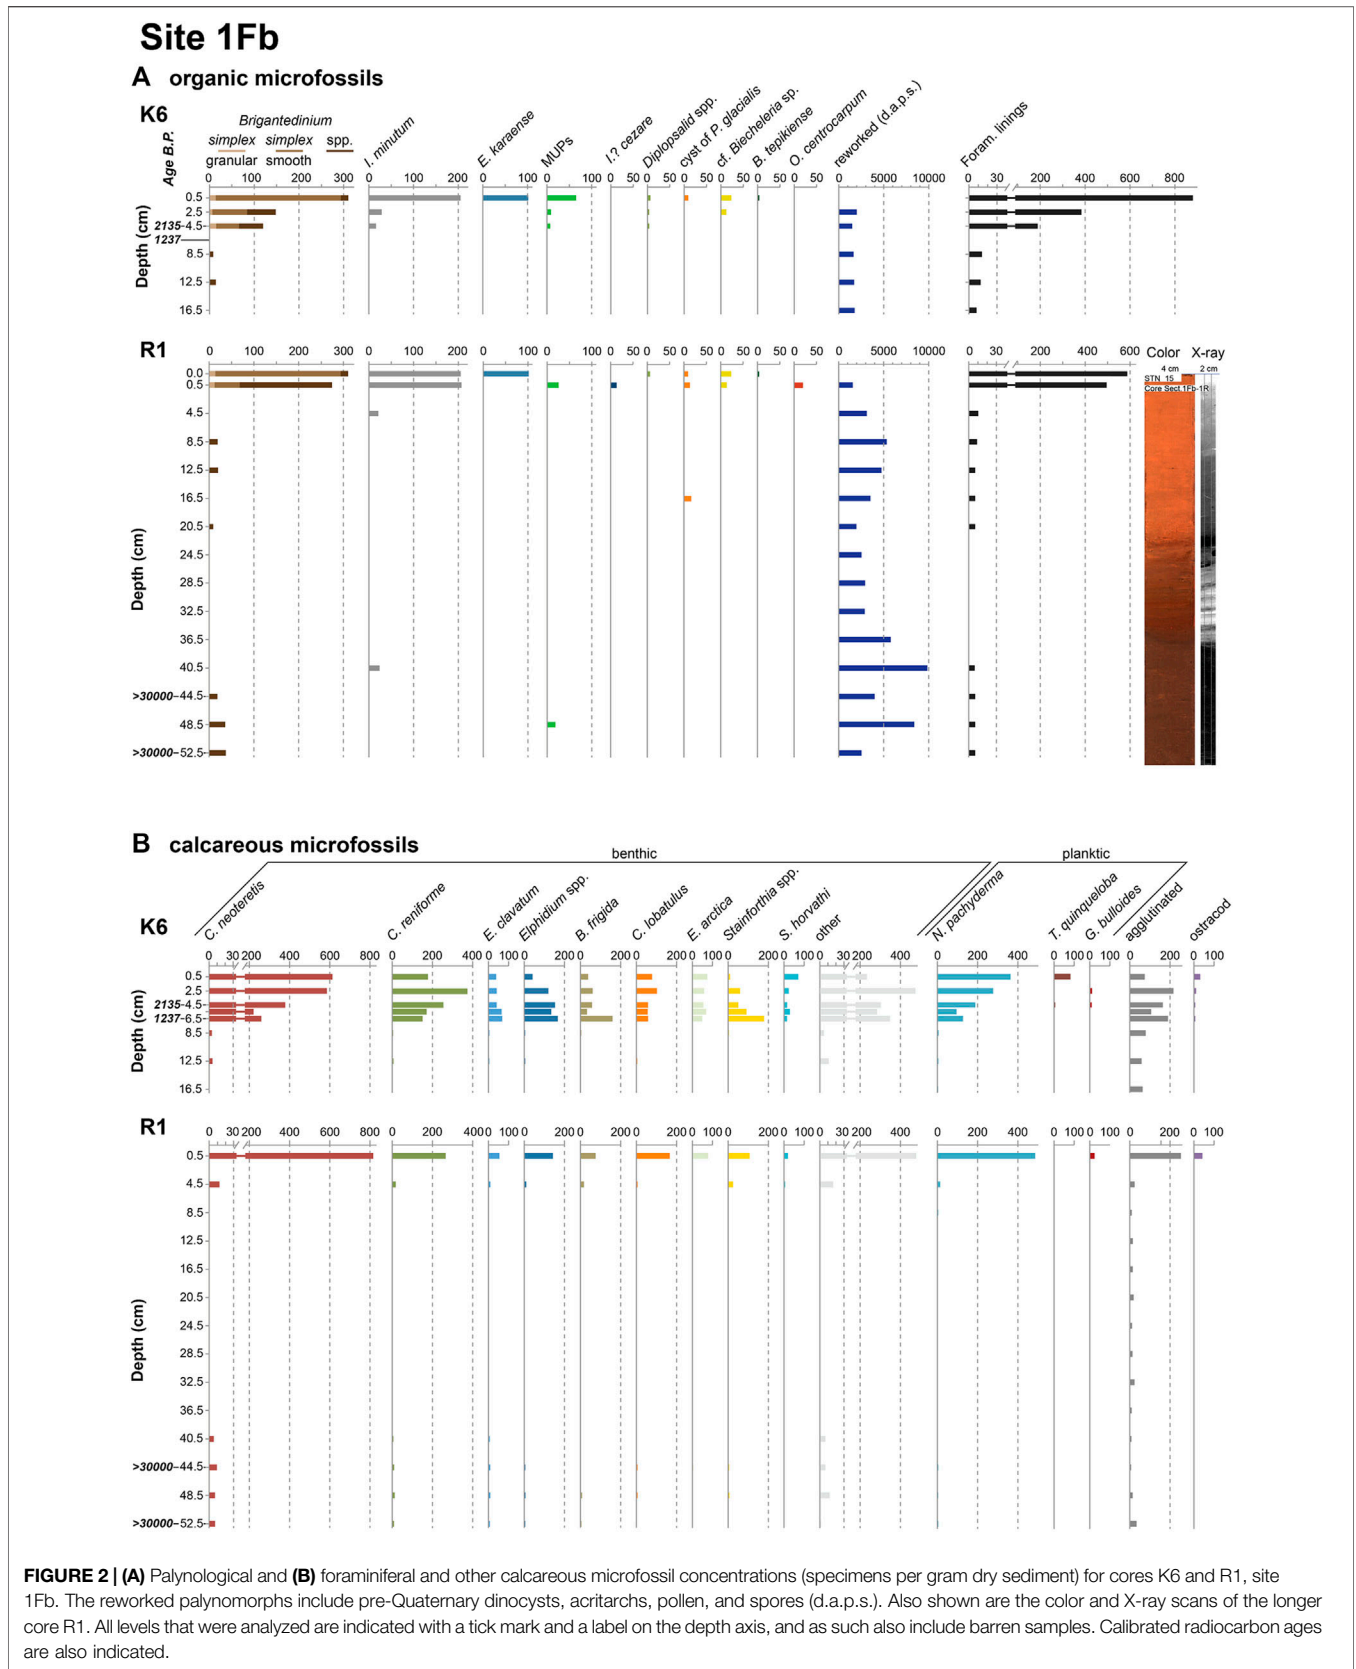 Site 1Fb
A organic microfossils
K6
Age B.P.
Brigantedinium
simplex simplex spp.
granular smooth
I. minutum
E. karaense
MUPs
I.? cezare
Diplopsalid spp.
cyst of P. glacialis
cf. Biecheleria sp.
B. tepikiense
O. centrocarpum
reworked (d.a.p.s.)
Foram. linings
0 100 200 300 0 100 200 0 100 0 100 0 50 0 50 0 50 0 50 0 50 0 50 0 5000 10000 0 30 200 400 600 800
Depth (cm)
0.5
2.5
2135 4.5
1237
8.5
12.5
16.5
R1
0 100 200 300 0 100 200 0 100 0 100 0 50 0 50 0 50 0 50 0 50 0 50 0 5000 10000 0 30 200 400 600
Color X-ray
4 cm 2 cm
STN 15
Core Sect.1Fb-1R
Depth (cm)
0.0
0.5
4.5
8.5
12.5
16.5
20.5
24.5
28.5
32.5
36.5
40.5
>30000 44.5
48.5
>30000 52.5
B calcareous microfossils
benthic planktic
K6
C. neoteretis
C. reniforme
E. clavatum
Elphidium spp.
B. frigida
C. lobatulus
E. arctica
Stainforthia spp.
S. horvathi
other
N. pachyderma
T. quinqueloba
G. bulloides
agglutinated
ostracod
0 30 200 400 600 800 0 200 400 0 100 0 200 0 200 0 200 0 100 0 200 0 100 0 30 200 400 0 200 400 0 100 0 100 0 200 0 100
Depth (cm)
0.5
2.5
2135 4.5
1237 6.5
8.5
12.5
16.5
R1
0 30 200 400 600 800 0 200 400 0 100 0 200 0 200 0 200 0 100 0 200 0 100 0 30 200 400 0 200 400 0 100 0 100 0 200 0 100
Depth (cm)
0.5
4.5
8.5
12.5
16.5
20.5
24.5
28.5
32.5
36.5
40.5
>30000 44.5
48.5
>30000 52.5
FIGURE 2 | (A) Palynological and (B) foraminiferal and other calcareous microfossil concentrations (specimens per gram dry sediment) for cores K6 and R1, site
1Fb. The reworked palynomorphs include pre-Quaternary dinocysts, acritarchs, pollen, and spores (d.a.p.s.). Also shown are the color and X-ray scans of the longer
core R1. All levels that were analyzed are indicated with a tick mark and a label on the depth axis, and as such also include barren samples. Calibrated radiocarbon ages
are also indicated.